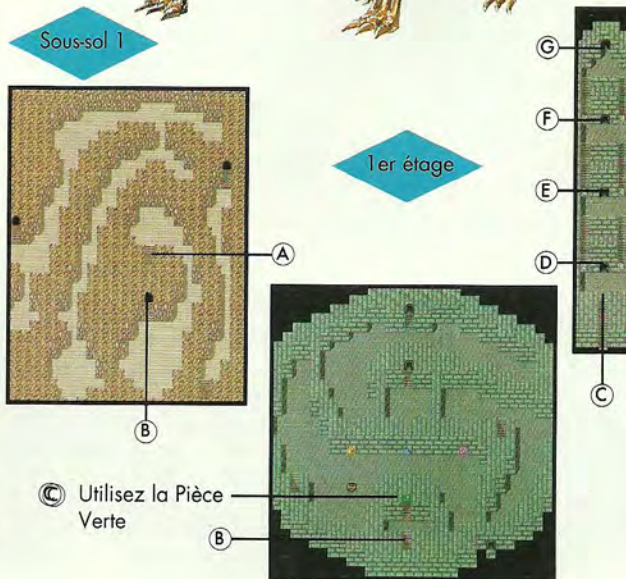 Sous-sol 1
G
F
1er étage
E
A
D
B
C
C Utilisez la Pièce
Verte
B